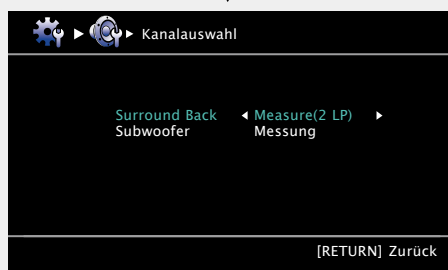 Kanalauswahl
Surround Back Measure(2 LP)
Subwoofer Messung
[RETURN] Zurück